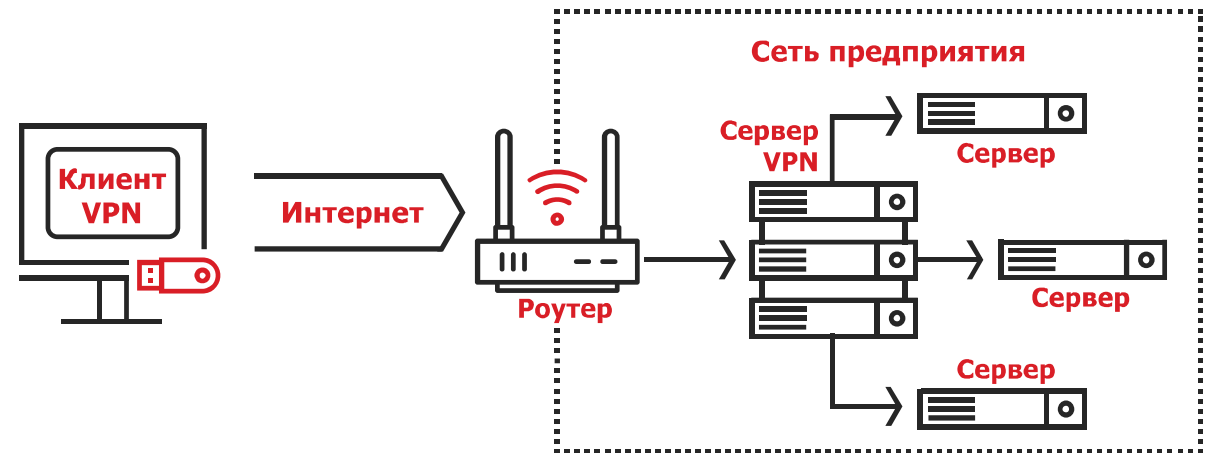 Сеть предприятия
Клиент
VPN
Интернет
Роутер
Сервер
VPN
Сервер
Сервер
Сервер